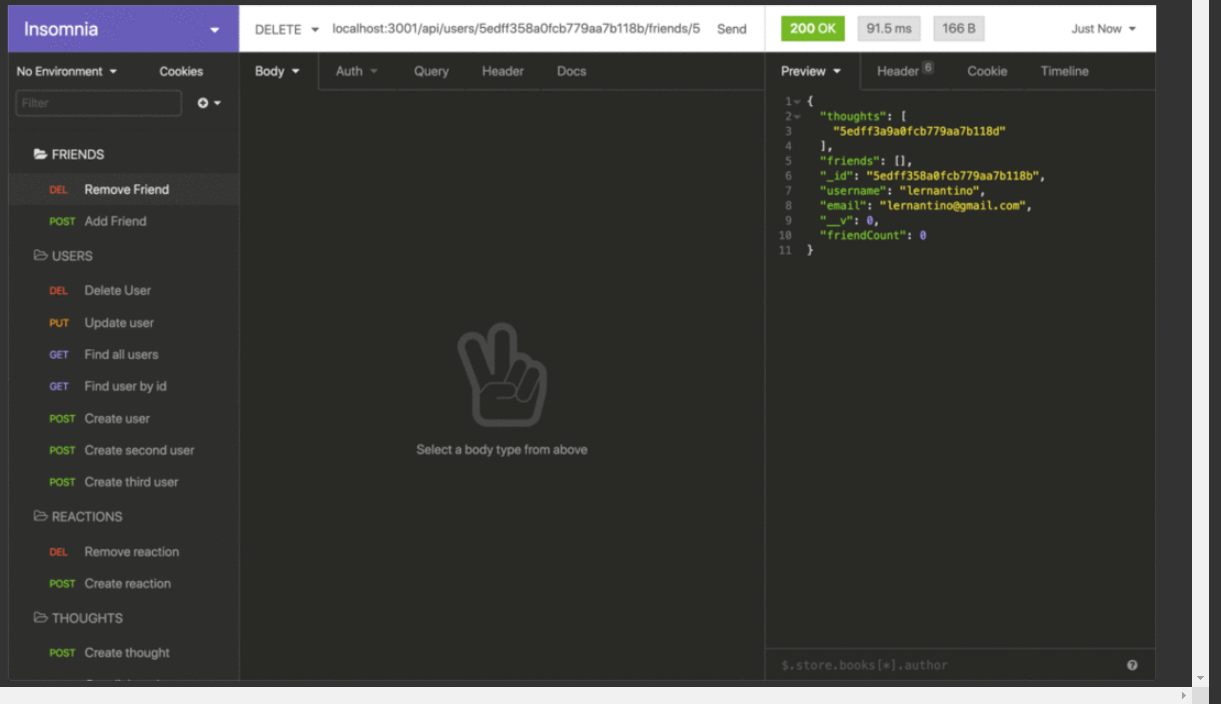 Insomnia
DELETE localhost:3001/api/users/5edff358a0fcb779aa7b118b/friends/5 Send
200 OK 91.5 ms 166 B Just Now
No Environment Cookies
Body Auth Query Header Docs
Preview Header 6 Cookie Timeline
Filter
FRIENDS
DEL Remove Friend
POST Add Friend
USERS
DEL Delete User
PUT Update user
GET Find all users
GET Find user by id
POST Create user
POST Create second user
POST Create third user
REACTIONS
DEL Remove reaction
POST Create reaction
THOUGHTS
POST Create thought
Select a body type from above
1 {
2 "thoughts": [
3 "5edff3a9a0fcb779aa7b118d"
4 ],
5 "friends": [],
6 "_id": "5edff358a0fcb779aa7b118b",
7 "username": "lernantino",
8 "email": "lernantino@gmail.com",
9 "__v": 0,
10 "friendCount": 0
11 }
$.store.books[*].author